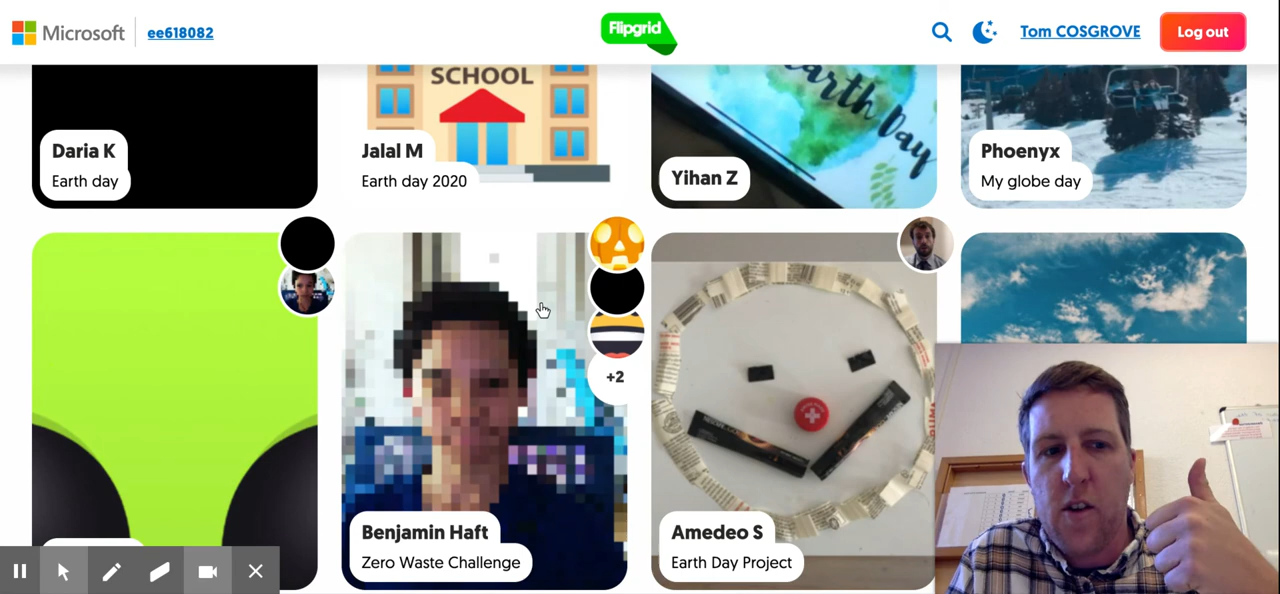 Microsoft
ee618082
Flipgrid
Tom COSGROVE
Log out
SCHOOL
Earth Day
Daria K
Earth day
Jalal M
Earth day 2020
Yihan Z
Phoenyx
My globe day
+2
Benjamin Haft
Zero Waste Challenge
Amedeo S
Earth Day Project